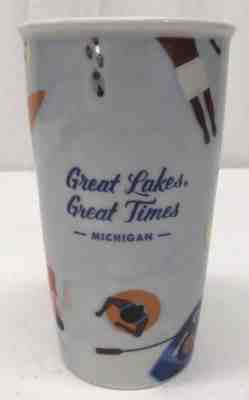 Great Lakes,
Great Times
— MICHIGAN —